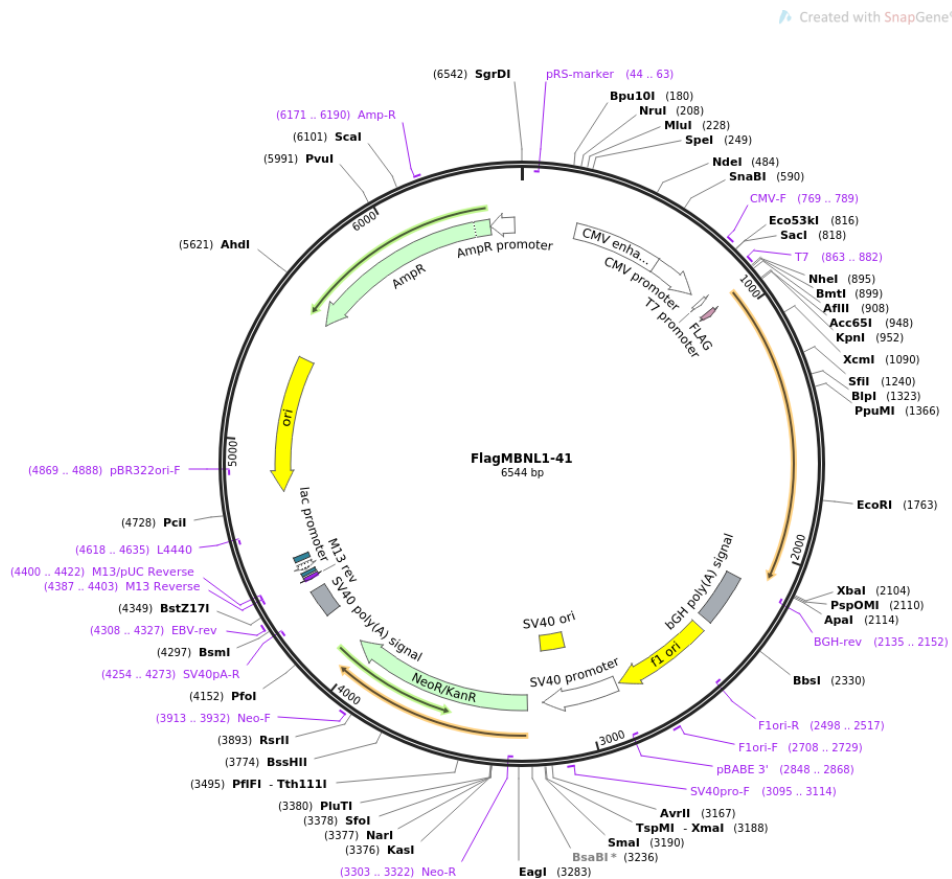 Created with SnapGene®
(6542) SgrDI
pRS-marker (44 .. 63)
Bpu10I (180)
NruI (208)
MluI (228)
SpeI (249)
NdeI (484)
SnaBI (590)
CMV-F (769 .. 789)
Eco53kI (816)
SacI (818)
T7 (863 .. 882)
NheI (895)
BmtI (899)
AflII (908)
Acc65I (948)
KpnI (952)
XcmI (1090)
SfiI (1240)
BlpI (1323)
PpuMI (1366)
EcoRI (1763)
XbaI (2104)
PspOMI (2110)
ApaI (2114)
BGH-rev (2135 .. 2152)
BbsI (2330)
F1ori-R (2498 .. 2517)
F1ori-F (2708 .. 2729)
pBABE 3' (2848 .. 2868)
SV40pro-F (3095 .. 3114)
AvrII (3167)
TspMI - XmaI (3188)
SmaI (3190)
BsaBI * (3236)
EagI (3283)
(3303 .. 3322) Neo-R
(3376) KasI
(3377) NarI
(3378) SfoI
(3380) PluTI
(3495) PflFI - Tth111I
(3774) BssHII
(3893) RsrII
(3913 .. 3932) Neo-F
(4152) PfoI
(4254 .. 4273) SV40pA-R
(4297) BsmI
(4308 .. 4327) EBV-rev
(4349) BstZ17I
(4387 .. 4403) M13 Reverse
(4400 .. 4422) M13/pUC Reverse
(4618 .. 4635) L4440
(4728) PciI
(4869 .. 4888) pBR322ori-F
(5621) AhdI
(5991) PvuI
(6101) ScaI
(6171 .. 6190) Amp-R
1000
2000
3000
4000
5000
6000
CMV enha...
CMV promoter
T7 promoter
FLAG
bGH poly(A) signal
f1 ori
SV40 ori
SV40 promoter
NeoR/KanR
SV40 poly(A) signal
M13 rev
lac promoter
ori
AmpR
AmpR promoter
FlagMBNL1-41
6544 bp